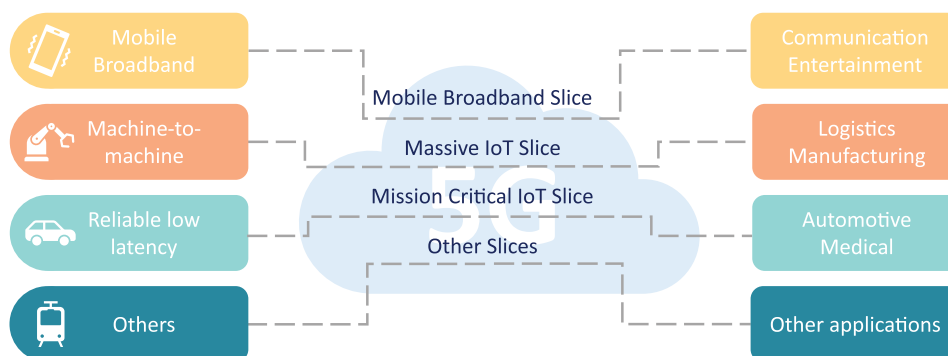 Mobile
Broadband
Communication
Entertainment
Mobile Broadband Slice
Machine-to-
machine
Massive IoT Slice
Logistics
Manufacturing
5G
Reliable low
latency
Mission Critical IoT Slice
Automotive
Medical
Other Slices
Others
Other applications